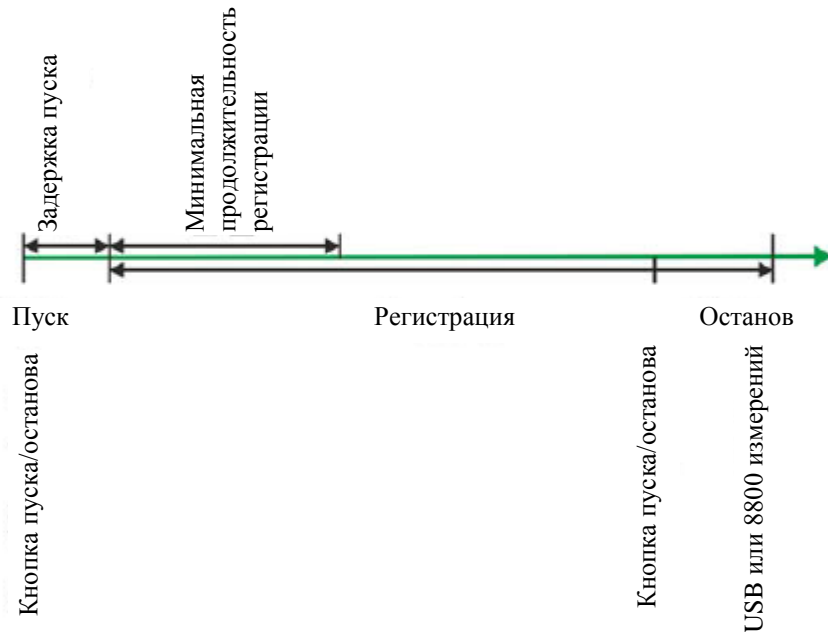 Задержка пуска
Минимальная
продолжительность
регистрации
Пуск
Регистрация
Останов
Кнопка пуска/останова
Кнопка пуска/останова
USB или 8800 измерений